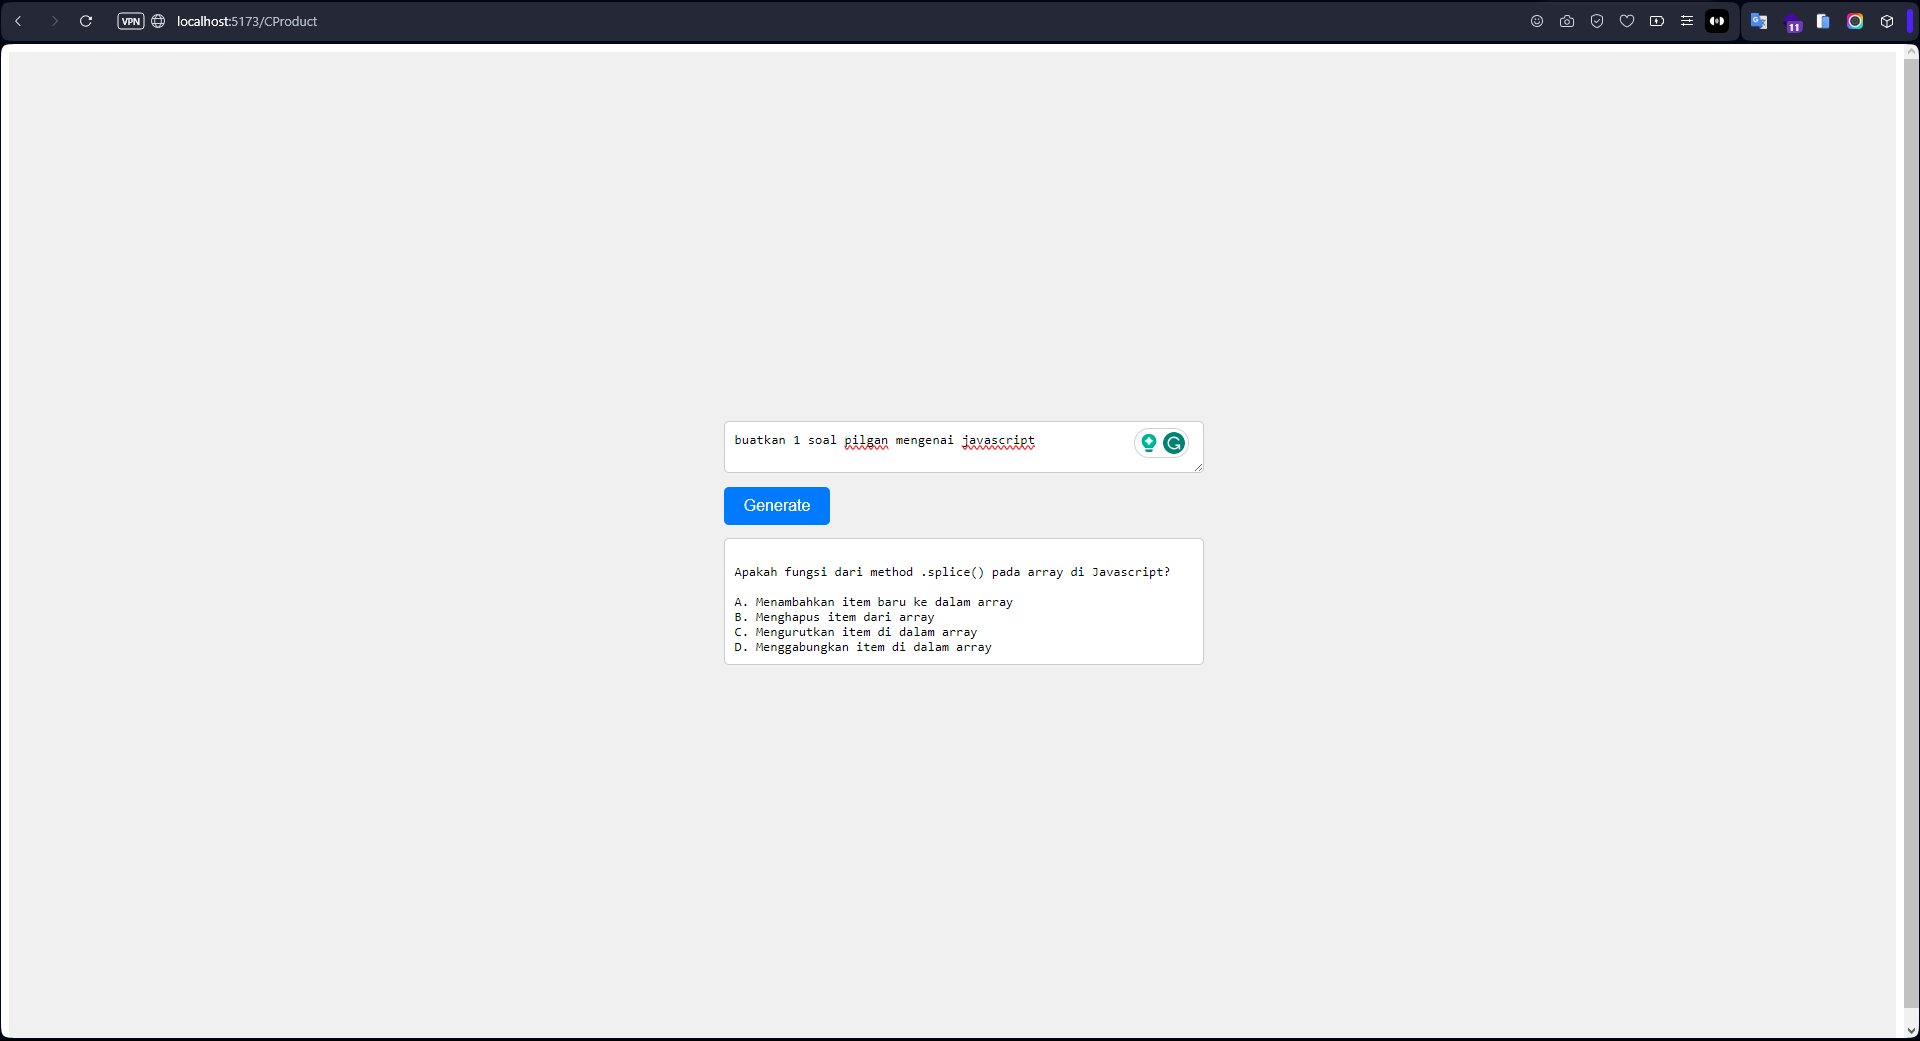 VPN
localhost:5173/CProduct
11
buatkan 1 soal pilgan mengenai javascript
Generate
Apakah fungsi dari method .splice() pada array di Javascript?
A. Menambahkan item baru ke dalam array
B. Menghapus item dari array
C. Mengurutkan item di dalam array
D. Menggabungkan item di dalam array